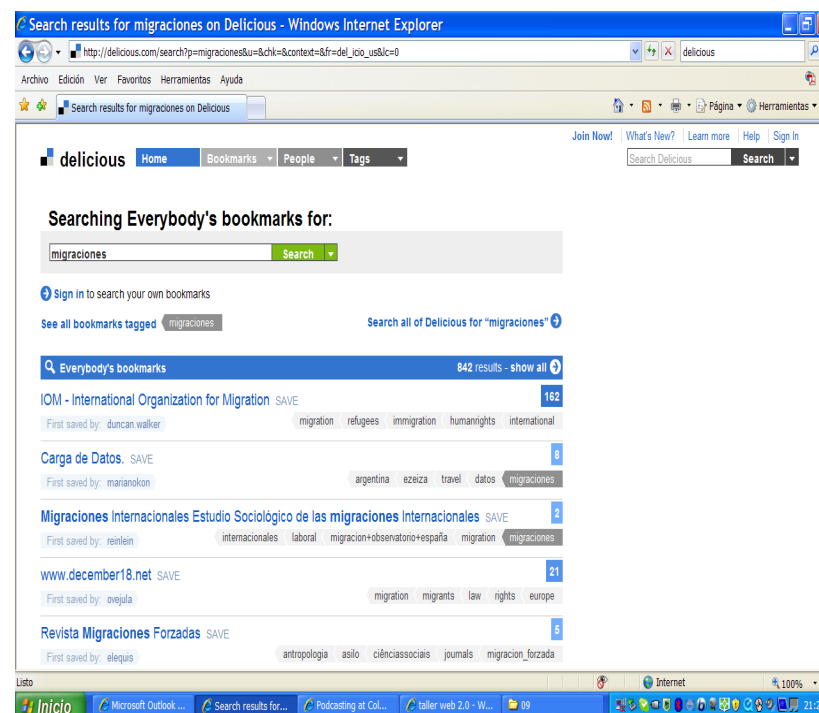 Search results for migraciones on Delicious - Windows Internet Explorer
http://delicious.com/search?p=migraciones&u=&chk=&context=&fr=del_icio_us&lc=0 delicious
Archivo Edición Ver Favoritos Herramientas Ayuda
Search results for migraciones on Delicious Página Herramientas
Join Now! What's New? Learn more Help Sign In
delicious Home Bookmarks People Tags Search Delicious Search
Searching Everybody's bookmarks for:
migraciones Search
Sign in to search your own bookmarks
See all bookmarks tagged migraciones Search all of Delicious for "migraciones"
Everybody's bookmarks 842 results - show all
IOM - International Organization for Migration SAVE 162
First saved by: duncan.walker migration refugees immigration humanrights international
Carga de Datos. SAVE 8
First saved by: marianokon argentina ezeiza travel datos migraciones
Migraciones Internacionales Estudio Sociológico de las migraciones Internacionales SAVE 2
First saved by: reinlein internacionales laboral migracion+observatorio+españa migration migraciones
www.december18.net SAVE 21
First saved by: ovejula migration migrants law rights europe
Revista Migraciones Forzadas SAVE 5
First saved by: elequis antropologia asilo ciênciassociais journals migracion_forzada
Listo Internet 100%
Inicio Microsoft Outlook ... Search results for... Podcasting at Col... taller web 2.0 - W... 09